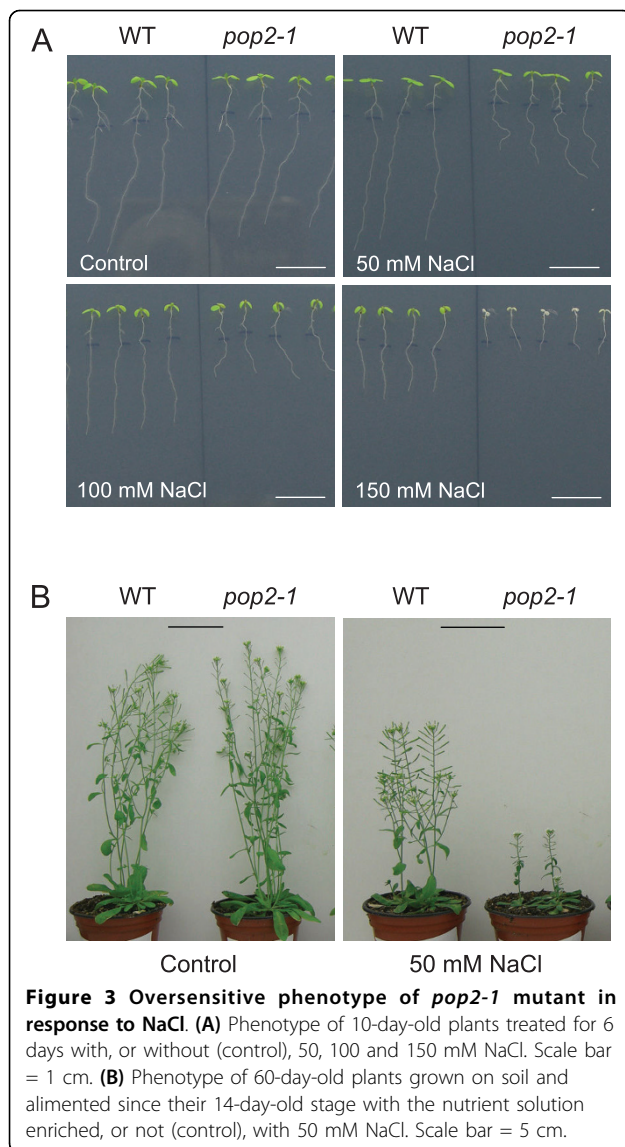 A
WT pop2-1 WT pop2-1
Control 50 mM NaCl
100 mM NaCl 150 mM NaCl
B
WT pop2-1 WT pop2-1
Control 50 mM NaCl
Figure 3 Oversensitive phenotype of pop2-1 mutant in
response to NaCl. (A) Phenotype of 10-day-old plants treated for 6
days with, or without (control), 50, 100 and 150 mM NaCl. Scale bar
= 1 cm. (B) Phenotype of 60-day-old plants grown on soil and
alimented since their 14-day-old stage with the nutrient solution
enriched, or not (control), with 50 mM NaCl. Scale bar = 5 cm.